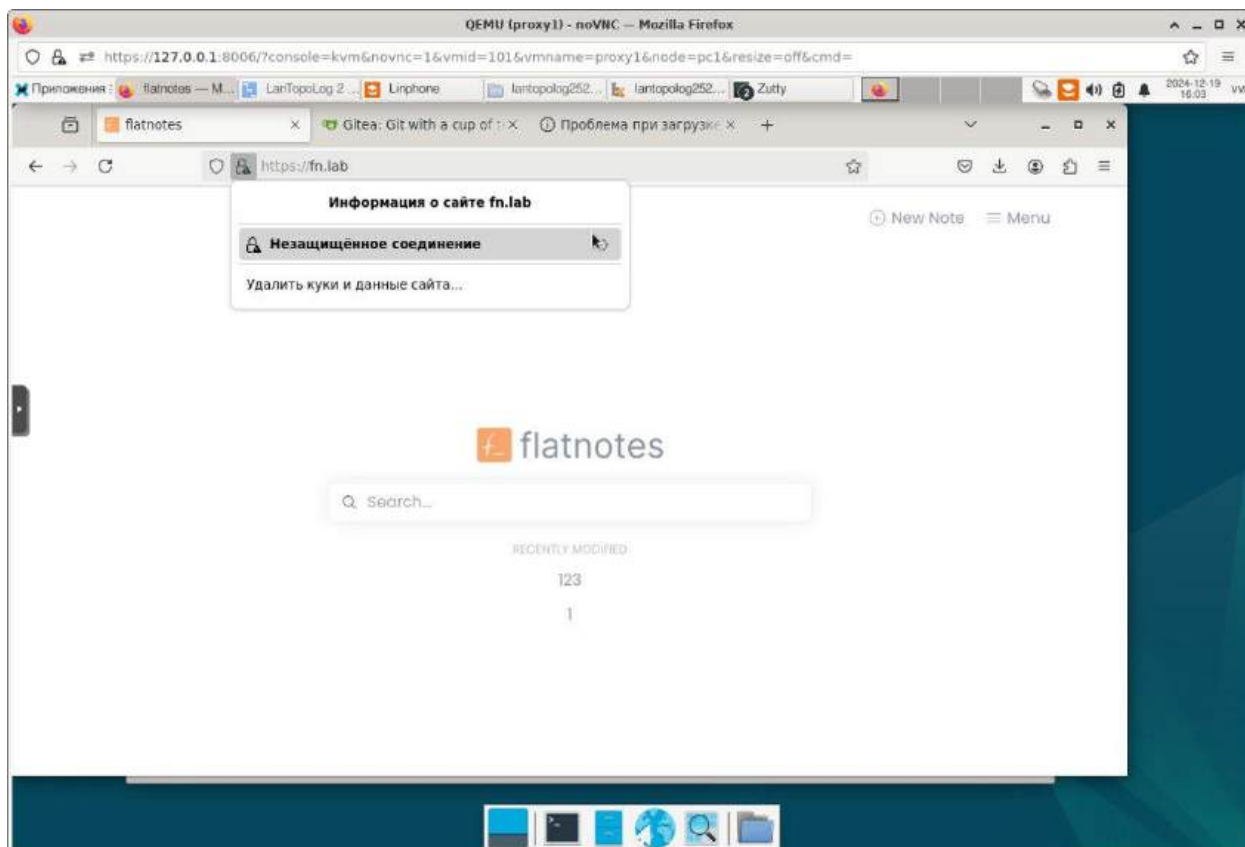 QEMU (proxy1) - noVNC — Mozilla Firefox
https://127.0.0.1:8006/?console=kvm&novnc=1&vmid=101&vmname=proxy1&node=pc1&resize=off&cmd=
Приложения flatnotes — M... LanTopoLog 2 ... Linphone lantopolog252... lantopolog252... Zutty 2024-12-19
16:03
flatnotes Gitea: Git with a cup of Проблема при загрузке
https://fn.lab
Информация о сайте fn.lab
New Note Menu
Незащищённое соединение
Удалить куки и данные сайта...
flatnotes
Search...
RECENTLY MODIFIED
123
1